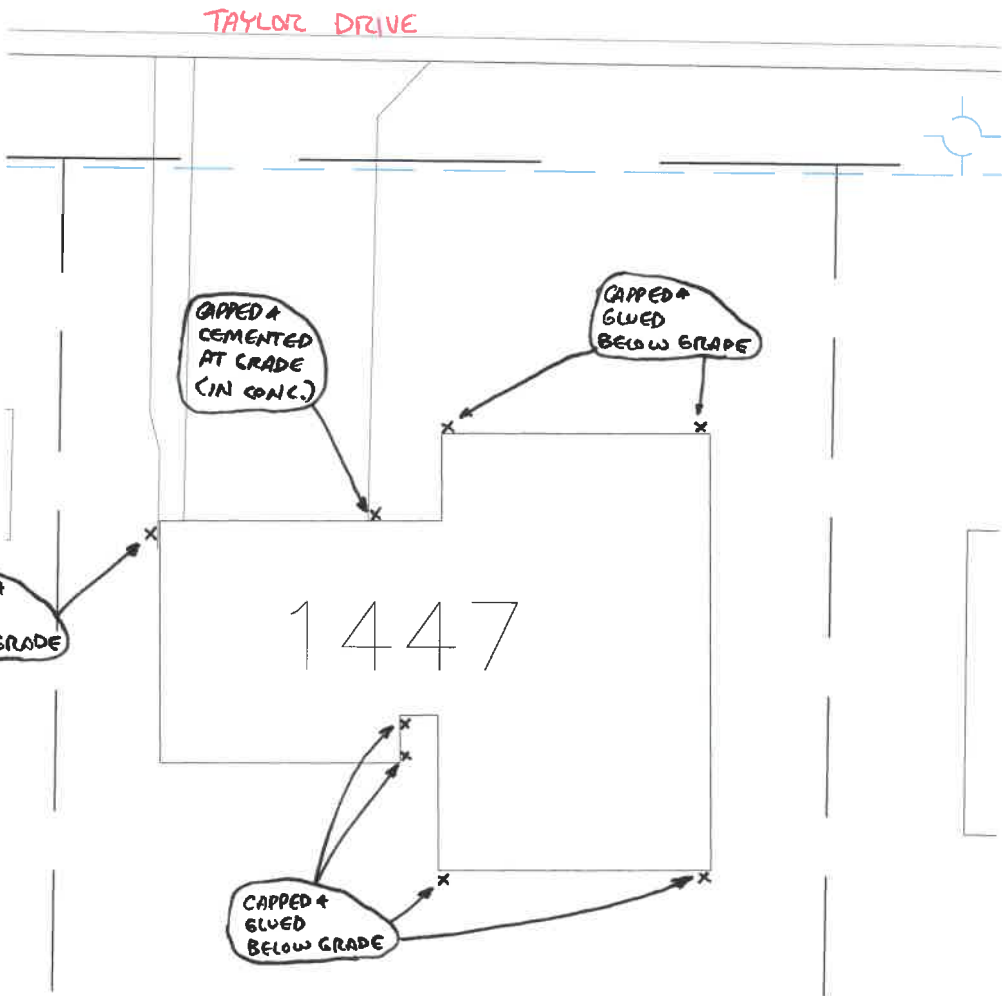 TAYLOR DRIVE
CAPPED &
CEMENTED
AT GRADE
(IN CONC.)
CAPPED &
GLUED
BELOW GRADE
GRADE
1447
CAPPED &
GLUED
BELOW GRADE